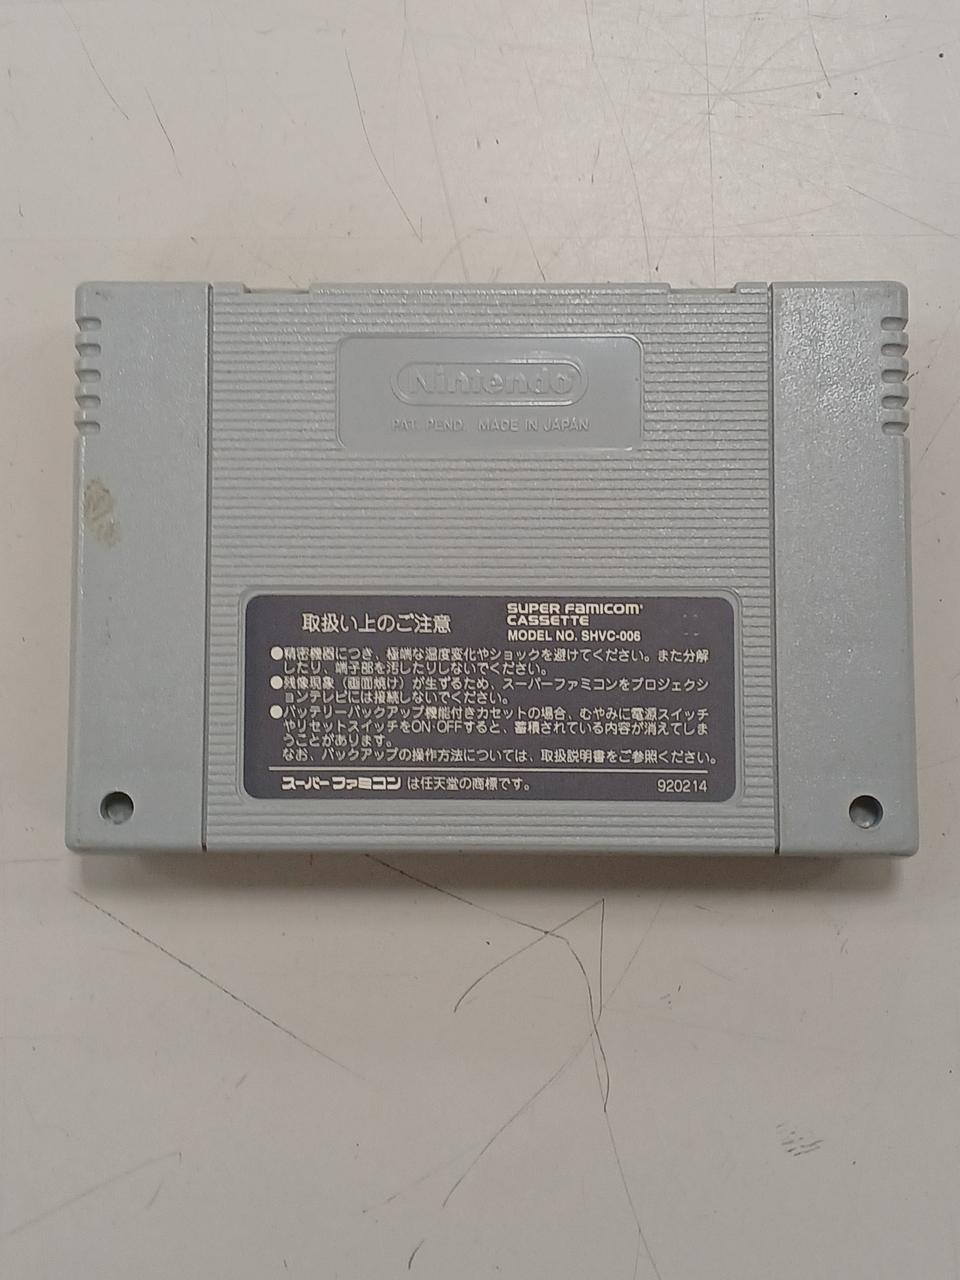 Nintendo
PAT. PEND. MADE IN JAPAN
取扱い上のご注意
SUPER FAMICOM
CASSETTE
MODEL NO. SHVC-006
●精密機器につき、極端な温度変化やショックを避けてください。また分解
したり、端子部を汚したりしないでください。
●残像現象(画面焼け)が生ずるため、スーパーファミコンをプロジェクシ
ョンテレビには接続しないでください。
●バッテリーバックアップ機能付きカセットの場合、むやみに電源スイッチ
やリセットスイッチをON・OFFすると、蓄積されている内容が消えてしま
うことがあります。
なお、バックアップの操作方法については、取扱説明書をご参照ください。
スーパーファミコンは任天堂の商標です。
920214